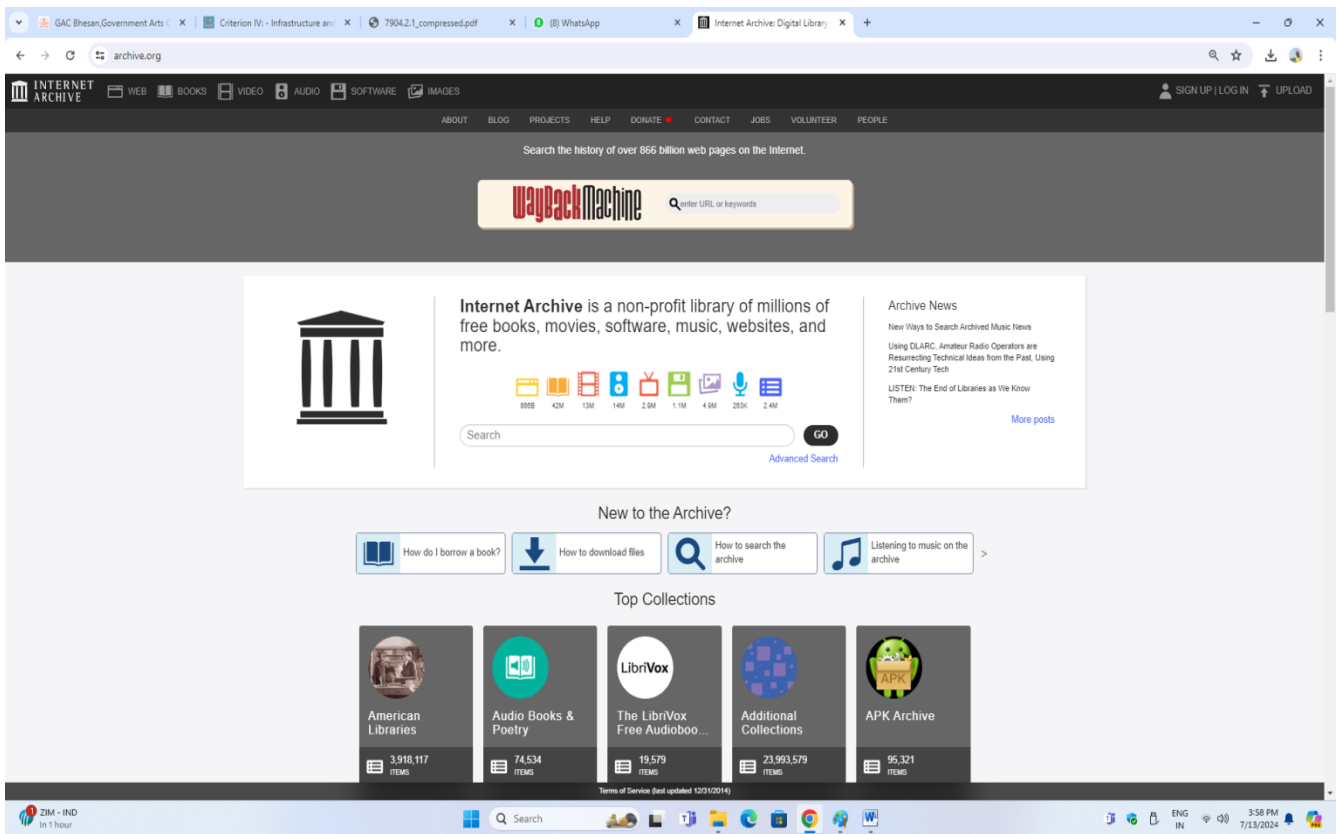 GAC Bhesan,Government Arts C
Criterion IV: - Infrastructure and
7904.2.1_compressed.pdf
(8) WhatsApp
Internet Archive: Digital Library
archive.org
INTERNET
ARCHIVE
WEB
BOOKS
VIDEO
AUDIO
SOFTWARE
IMAGES
SIGN UP | LOG IN
UPLOAD
ABOUT
BLOG
PROJECTS
HELP
DONATE
CONTACT
JOBS
VOLUNTEER
PEOPLE
Search the history of over 866 billion web pages on the Internet.
WayBackMachine
enter URL or keywords
Internet Archive is a non-profit library of millions of
free books, movies, software, music, websites, and
more.
866B
42M
13M
14M
2.9M
1.1M
4.9M
263K
2.4M
Search
GO
Advanced Search
Archive News
New Ways to Search Archived Music News
Using DLARC, Amateur Radio Operators are
Resurrecting Technical Ideas from the Past, Using
21st Century Tech
LISTEN: The End of Libraries as We Know
Them?
More posts
New to the Archive?
How do I borrow a book?
How to download files
How to search the
archive
Listening to music on the
archive
>
Top Collections
American
Libraries
3,918,117
ITEMS
Audio Books &
Poetry
74,534
ITEMS
LibriVox
The LibriVox
Free Audioboo...
19,579
ITEMS
Additional
Collections
23,993,579
ITEMS
APK
APK Archive
95,321
ITEMS
Terms of Service (last updated 12/31/2014)
1
ZIM - IND
In 1 hour
Search
ENG
IN
3:58 PM
7/13/2024